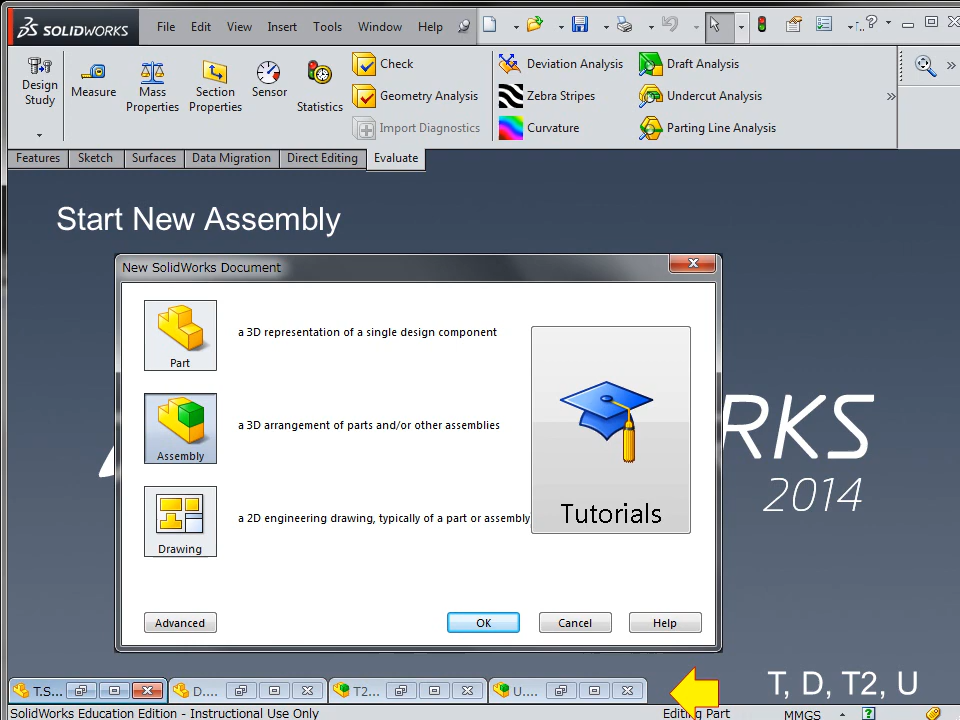 SOLIDWORKS File Edit View Insert Tools Window Help
Design Study Measure Mass Properties Section Properties Sensor Statistics
Check Deviation Analysis Draft Analysis
Geometry Analysis Zebra Stripes Undercut Analysis
Import Diagnostics Curvature Parting Line Analysis
Features Sketch Surfaces Data Migration Direct Editing Evaluate
Start New Assembly
New SolidWorks Document
Part a 3D representation of a single design component
Assembly a 3D arrangement of parts and/or other assemblies
Drawing a 2D engineering drawing, typically of a part or assembly
Tutorials
RKS
2014
Advanced OK Cancel Help
T.S... D.... T2... U....
T, D, T2, U
SolidWorks Education Edition - Instructional Use Only Editing Part MMGS